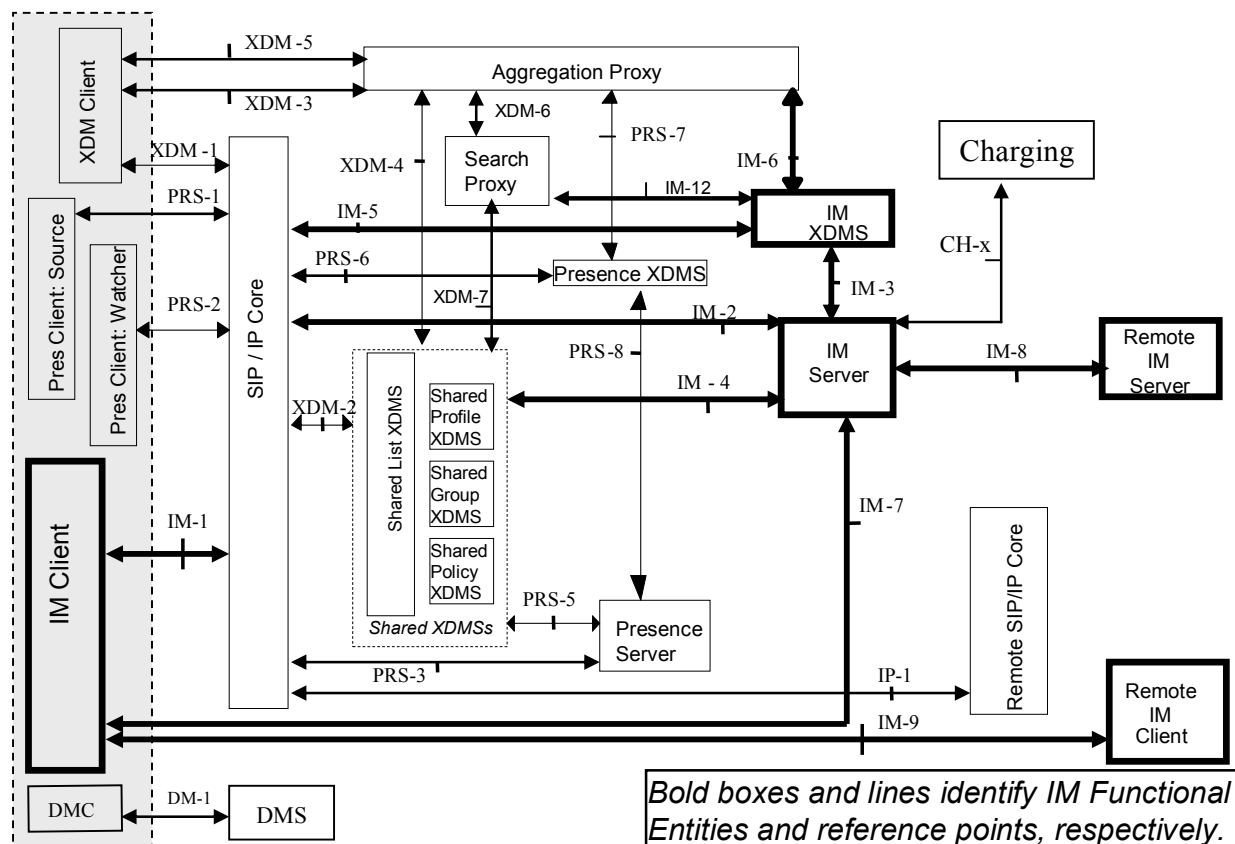 XDM -5
Aggregation Proxy
XDM Client
XDM -3
XDM-6
PRS-7
IM-6
Charging
XDM -1
XDM-4
Search
Proxy
PRS-1
IM-12
IM
XDMS
IM-5
CH-x
Pres Client: Source
Pres Client: Watcher
SIP / IP Core
PRS-6
Presence XDMS
XDM-7
IM -3
PRS-2
IM-2
PRS-8
IM
Server
IM-8
Remote
IM
Server
IM - 4
Shared List XDMS
Shared
Profile
XDMS
XDM-2
Shared
Group
XDMS
IM-7
IM-1
IM Client
Shared
Policy
XDMS
Remote SIP/IP Core
PRS-5
Shared XDMSs
Presence
Server
PRS-3
IP-1
Remote
IM
Client
IM-9
DMC
DM-1
DMS
Bold boxes and lines identify IM Functional
Entities and reference points, respectively.